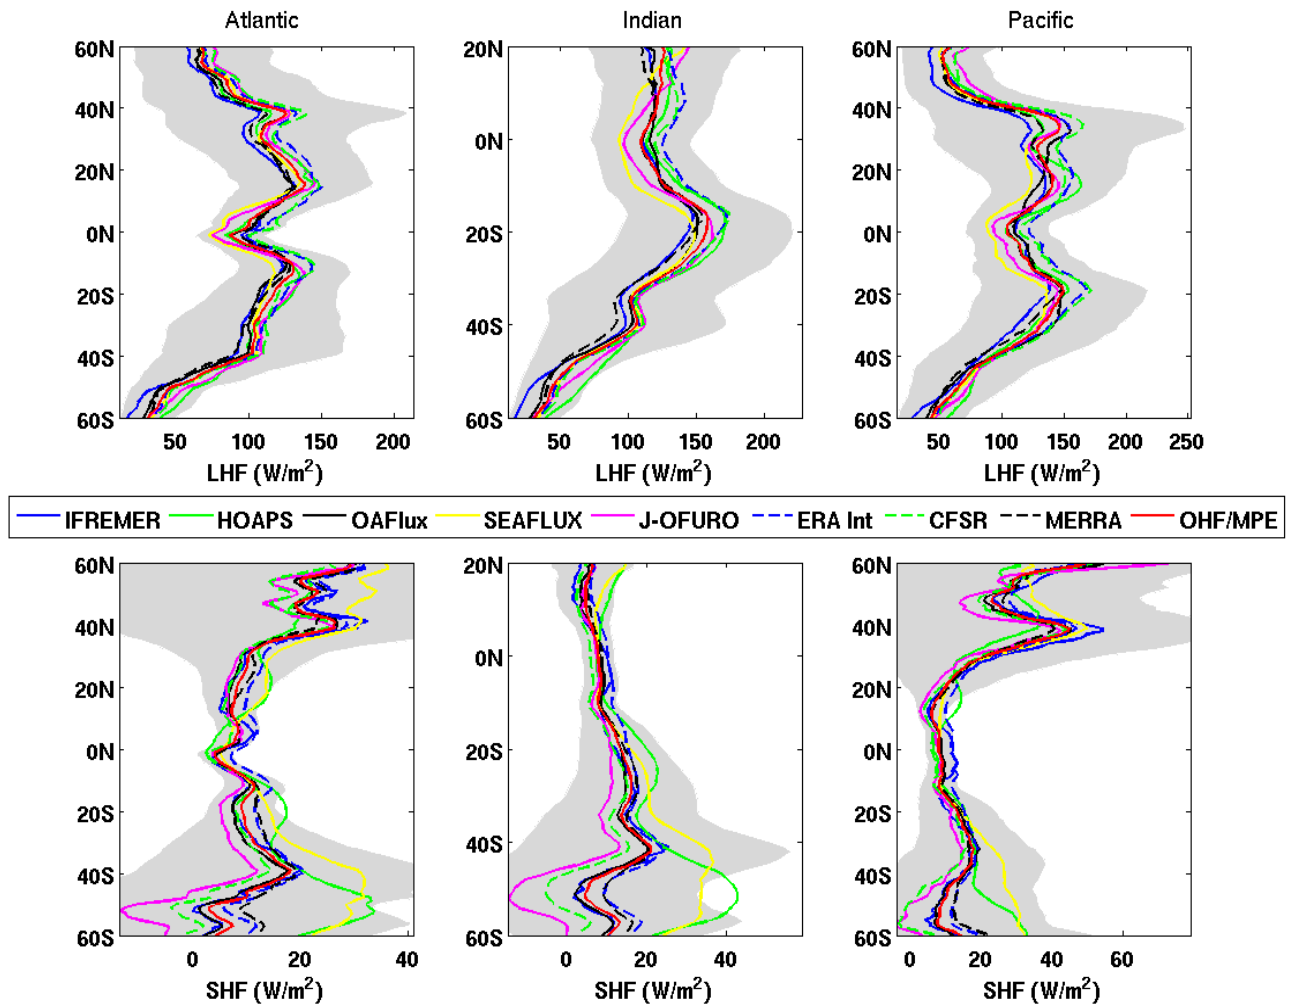 Atlantic Indian Pacific
60N 20N 60N
40N 40N
0N
20N 20N
0N 20S 0N
20S 20S
40S
40S 40S
60S 60S 60S
50 100 150 200 50 100 150 200 50 100 150 200 250
LHF (W/m²) LHF (W/m²) LHF (W/m²)
IFREMER HOAPS OAFlux SEAFLUX J-OFURO ERA Int CFSR MERRA OHF/MPE
60N 20N 60N
40N 40N
0N
20N 20N
0N 20S 0N
20S 20S
40S
40S 40S
60S 60S 60S
0 20 40 0 20 40 0 20 40 60
SHF (W/m²) SHF (W/m²) SHF (W/m²)